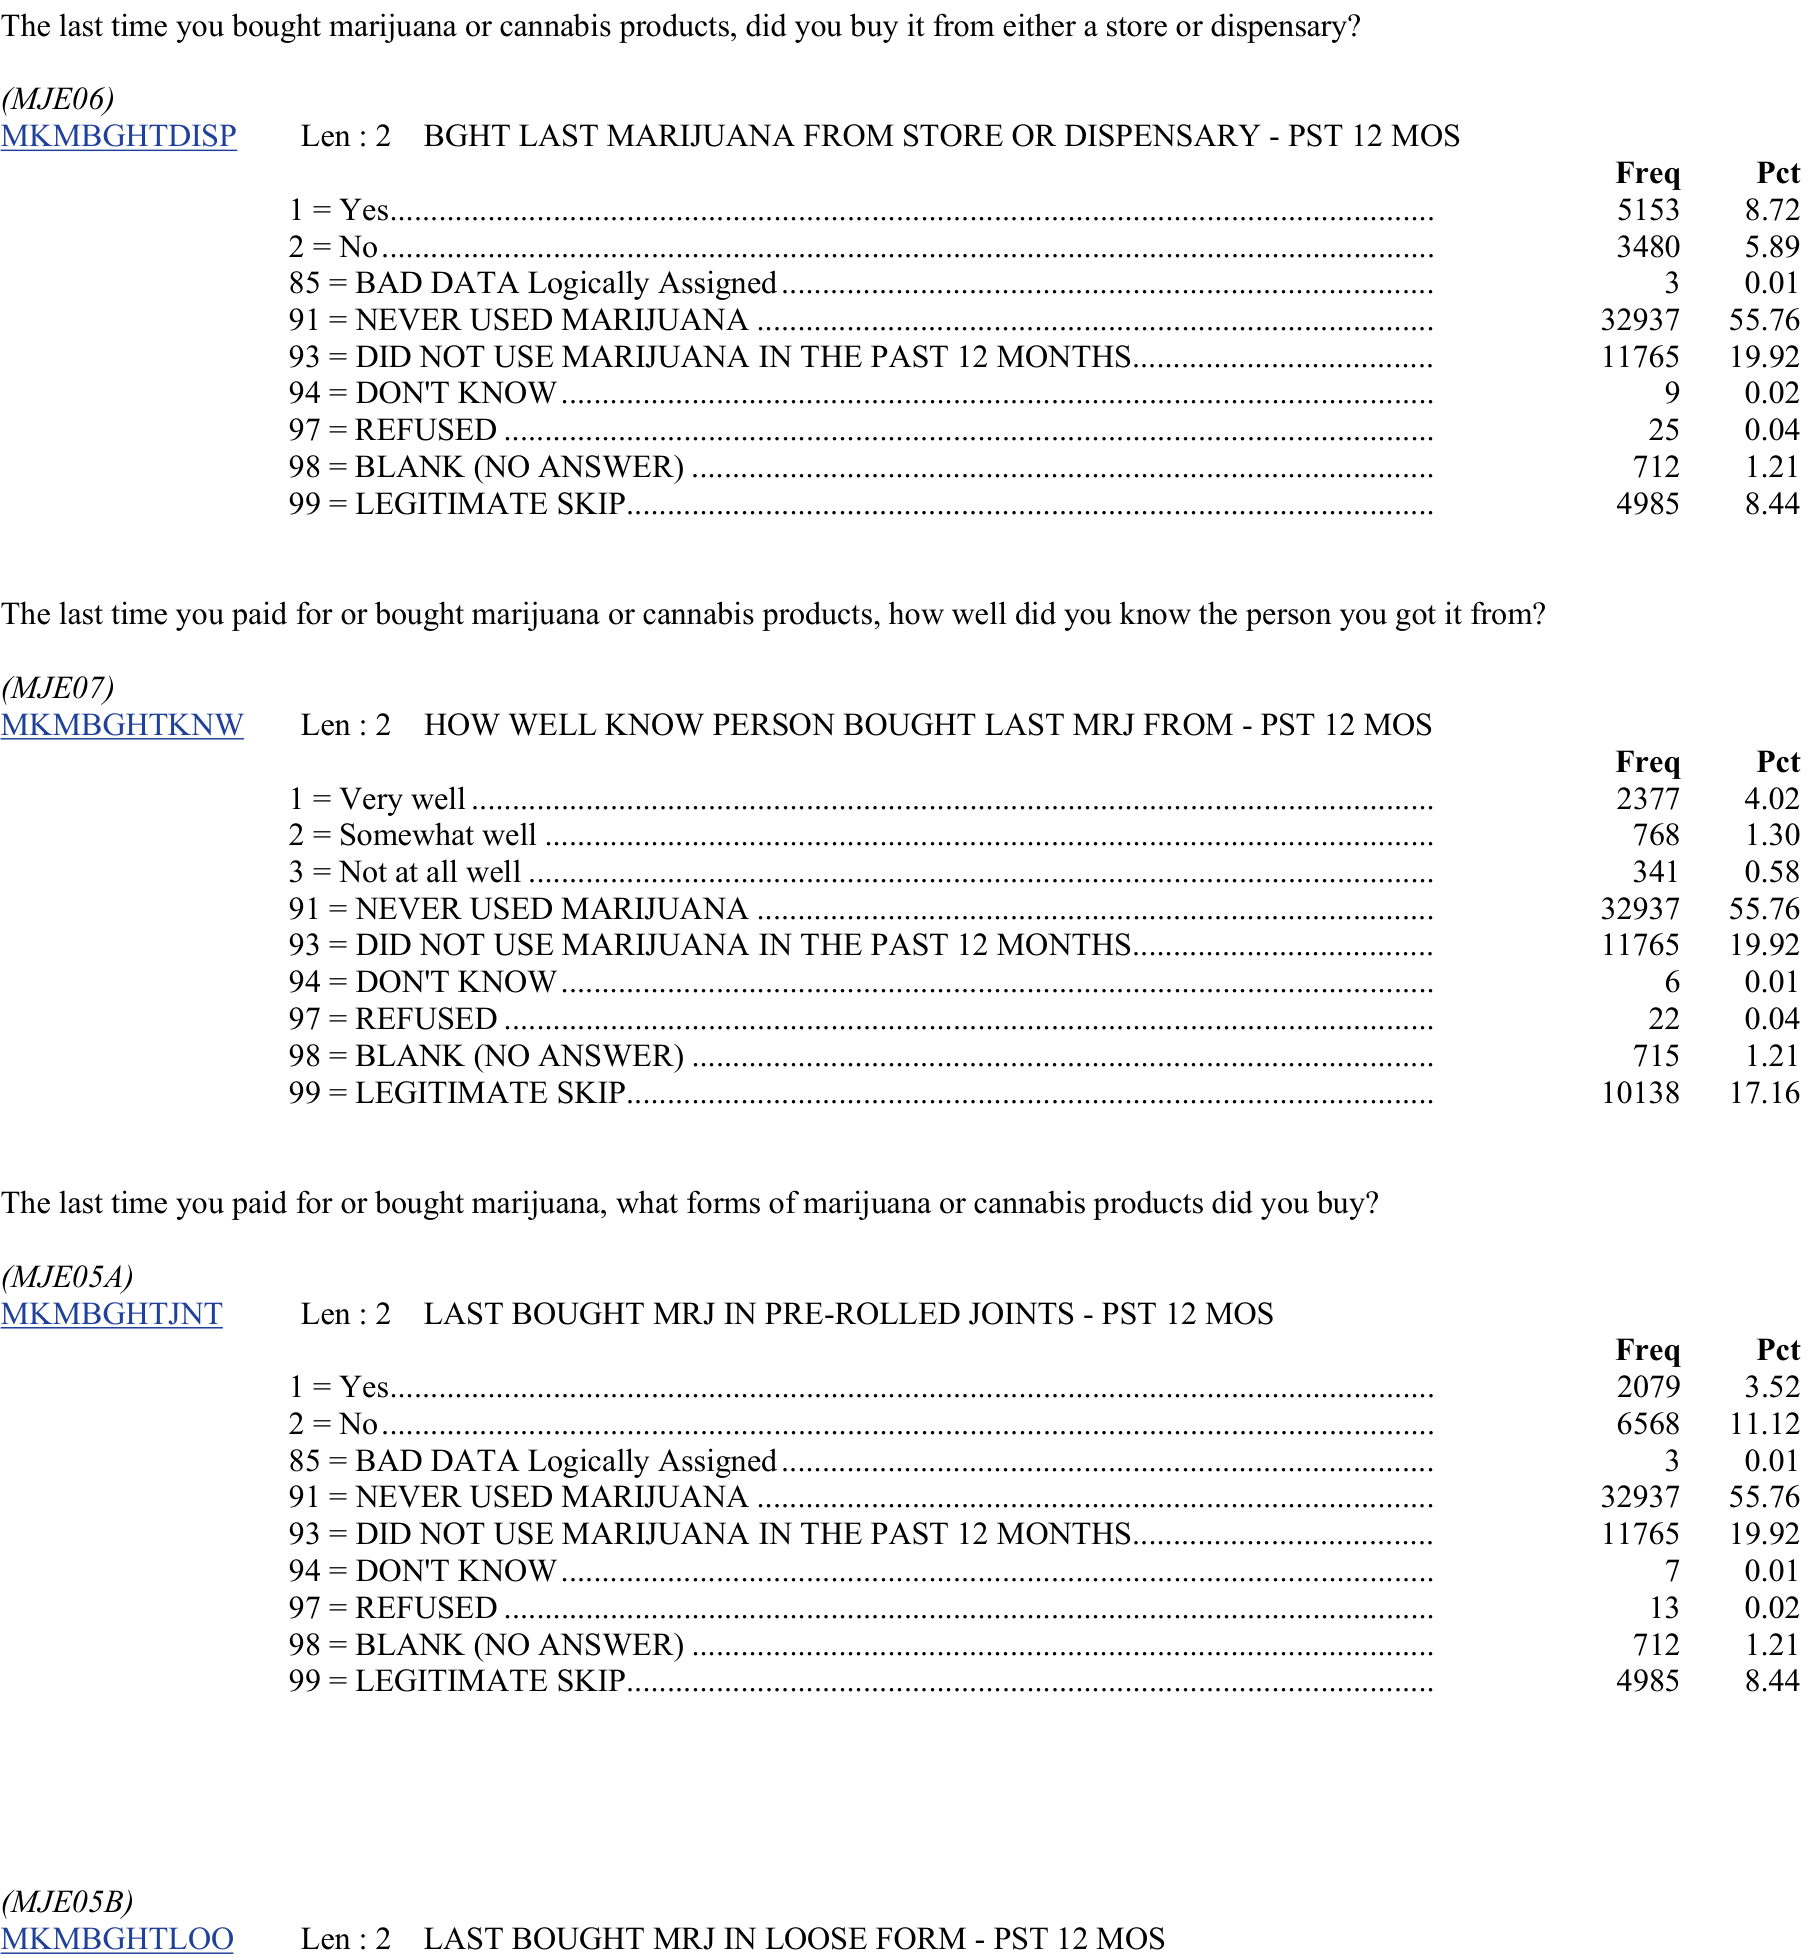 The last time you bought marijuana or cannabis products, did you buy it from either a store or dispensary?
(MJE06)
MKMBGHTDISP Len : 2 BGHT LAST MARIJUANA FROM STORE OR DISPENSARY - PST 12 MOS
Freq Pct
1 = Yes 5153 8.72
2 = No 3480 5.89
85 = BAD DATA Logically Assigned 3 0.01
91 = NEVER USED MARIJUANA 32937 55.76
93 = DID NOT USE MARIJUANA IN THE PAST 12 MONTHS 11765 19.92
94 = DON'T KNOW 9 0.02
97 = REFUSED 25 0.04
98 = BLANK (NO ANSWER) 712 1.21
99 = LEGITIMATE SKIP 4985 8.44
The last time you paid for or bought marijuana or cannabis products, how well did you know the person you got it from?
(MJE07)
MKMBGHTKNW Len : 2 HOW WELL KNOW PERSON BOUGHT LAST MRJ FROM - PST 12 MOS
Freq Pct
1 = Very well 2377 4.02
2 = Somewhat well 768 1.30
3 = Not at all well 341 0.58
91 = NEVER USED MARIJUANA 32937 55.76
93 = DID NOT USE MARIJUANA IN THE PAST 12 MONTHS 11765 19.92
94 = DON'T KNOW 6 0.01
97 = REFUSED 22 0.04
98 = BLANK (NO ANSWER) 715 1.21
99 = LEGITIMATE SKIP 10138 17.16
The last time you paid for or bought marijuana, what forms of marijuana or cannabis products did you buy?
(MJE05A)
MKMBGHTJNT Len : 2 LAST BOUGHT MRJ IN PRE-ROLLED JOINTS - PST 12 MOS
Freq Pct
1 = Yes 2079 3.52
2 = No 6568 11.12
85 = BAD DATA Logically Assigned 3 0.01
91 = NEVER USED MARIJUANA 32937 55.76
93 = DID NOT USE MARIJUANA IN THE PAST 12 MONTHS 11765 19.92
94 = DON'T KNOW 7 0.01
97 = REFUSED 13 0.02
98 = BLANK (NO ANSWER) 712 1.21
99 = LEGITIMATE SKIP 4985 8.44
(MJE05B)
MKMBGHTLOO Len : 2 LAST BOUGHT MRJ IN LOOSE FORM - PST 12 MOS